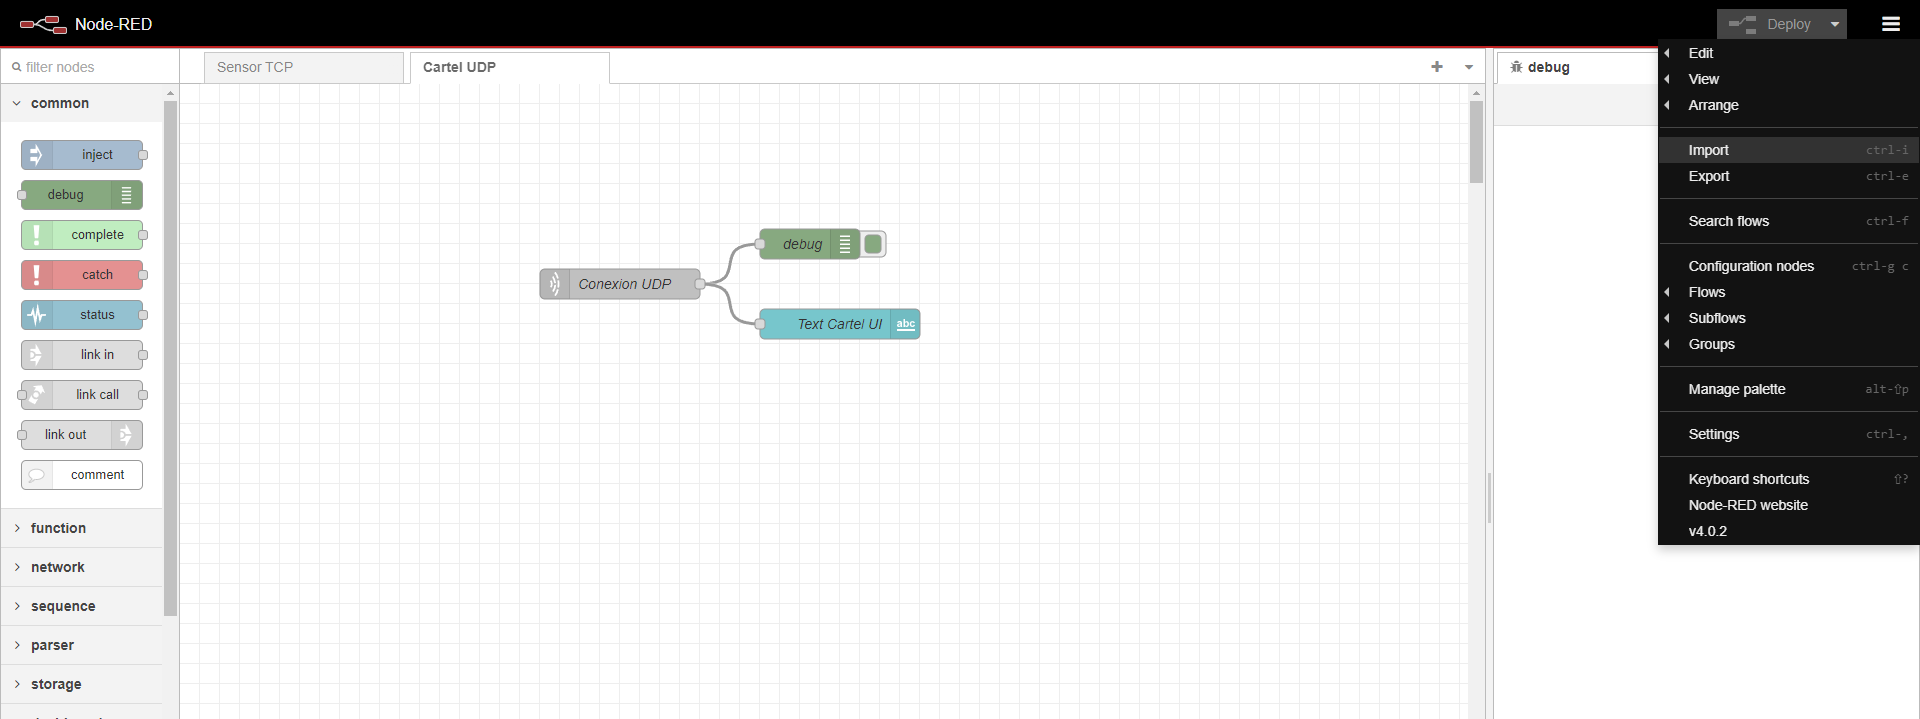 Node-RED
Deploy
filter nodes
Sensor TCP
Cartel UDP
debug
common
inject
debug
complete
catch
status
link in
link call
link out
comment
function
network
sequence
parser
storage
debug
Conexion UDP
Text Cartel UI
abc
Edit
View
Arrange
Import ctrl-i
Export ctrl-e
Search flows ctrl-f
Configuration nodes ctrl-g c
Flows
Subflows
Groups
Manage palette alt-⇧p
Settings ctrl-,
Keyboard shortcuts ⇧?
Node-RED website
v4.0.2